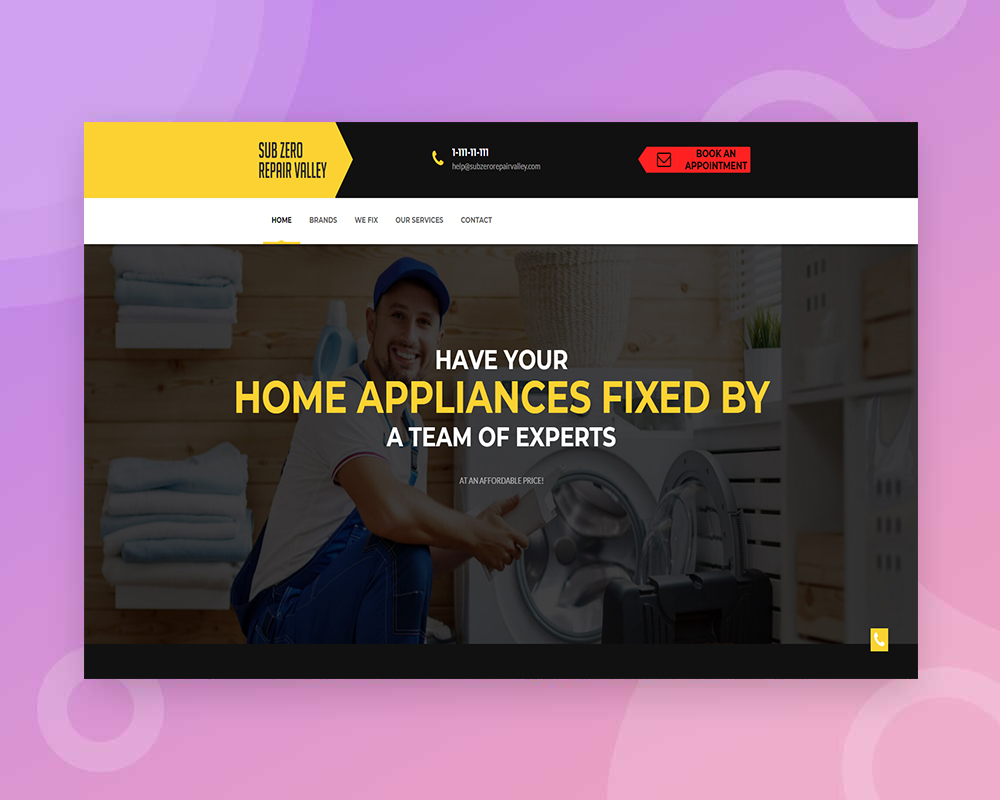 SUB ZERO
REPAIR VALLEY
1-111-11-111
help@subzerorepairvalley.com
BOOK AN
APPOINTMENT
HOME BRANDS WE FIX OUR SERVICES CONTACT
HAVE YOUR
HOME APPLIANCES FIXED BY
A TEAM OF EXPERTS
AT AN AFFORDABLE PRICE!